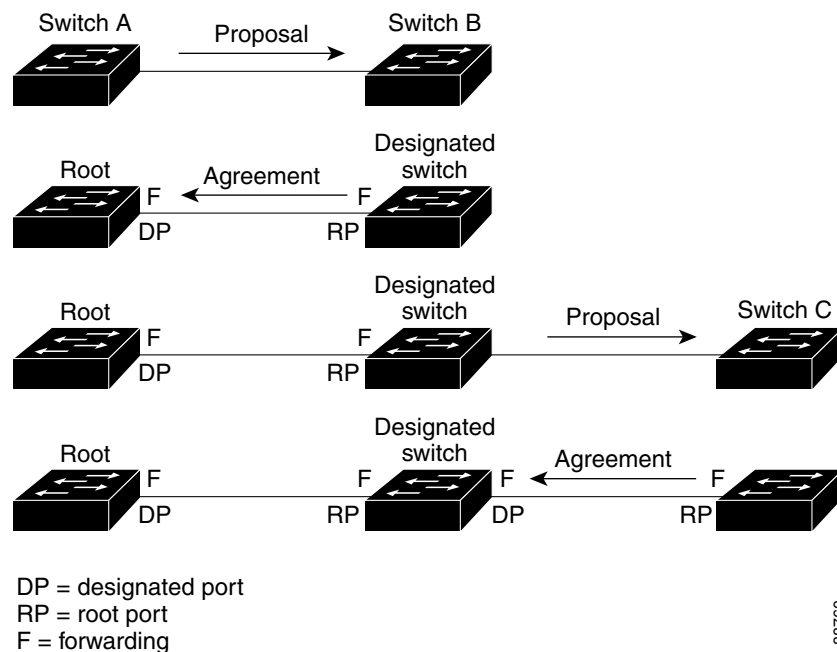 Switch A
Proposal
Switch B
Root
F
Agreement
F
Designated
switch
DP
RP
Root
F
F
Designated
switch
Proposal
Switch C
DP
RP
Root
F
F
Designated
switch
F
Agreement
F
DP
RP
DP
RP
DP = designated port
RP = root port
F = forwarding